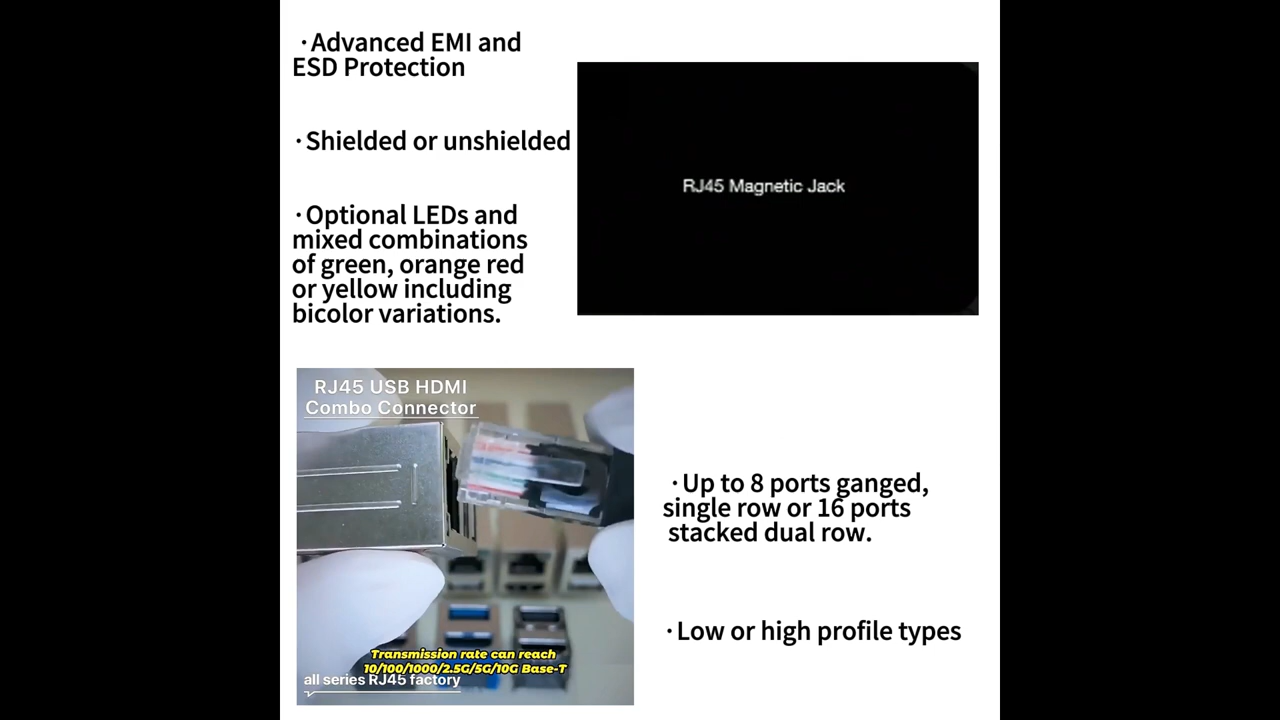 ·Advanced EMI and
ESD Protection
·Shielded or unshielded
·Optional LEDs and
mixed combinations
of green, orange red
or yellow including
bicolor variations.
RJ45 Magnetic Jack
RJ45 USB HDMI
Combo Connector
Transmission rate can reach
10/100/1000/2.5G/5G/10G Base-T
all series RJ45 factory
·Up to 8 ports ganged,
single row or 16 ports
stacked dual row.
·Low or high profile types